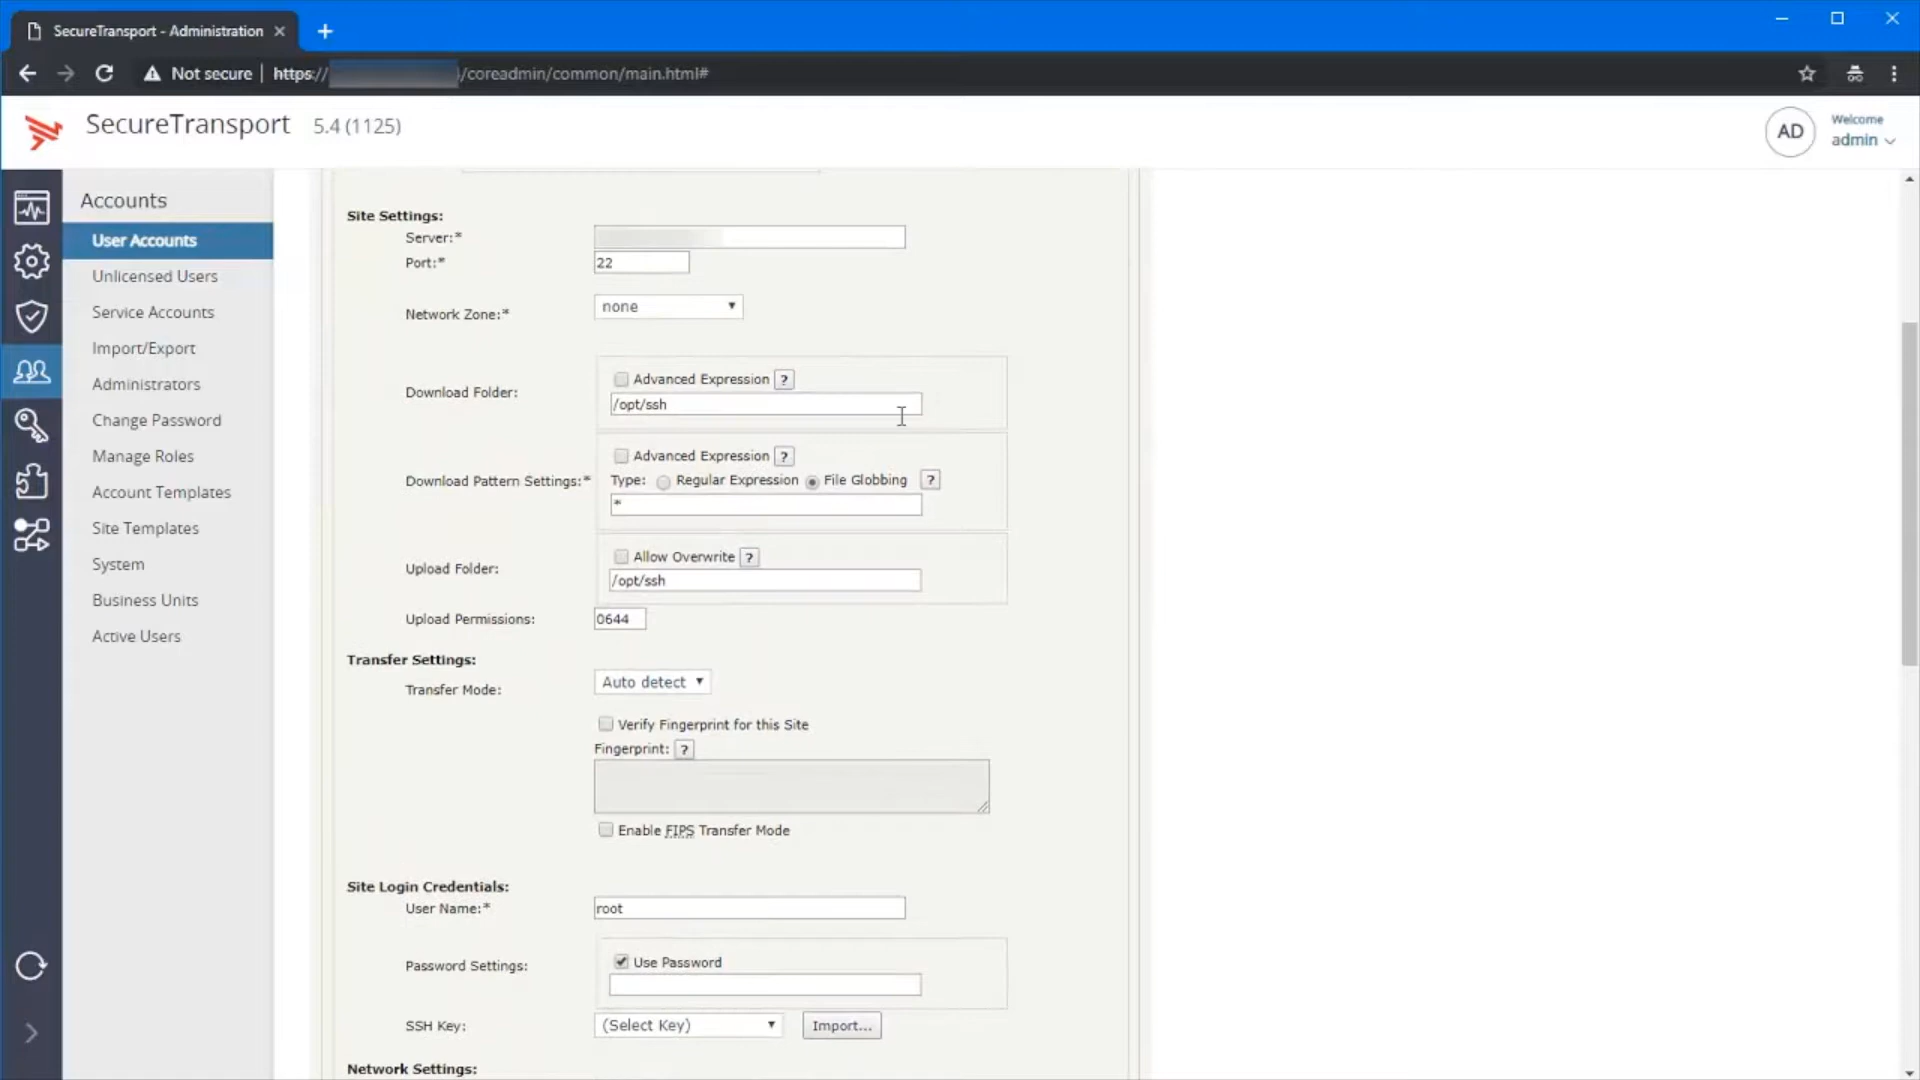 SecureTransport - Administration
Not secure | https:// /coreadmin/common/main.html#
SecureTransport 5.4 (1125)
AD
Welcome
admin
Accounts
User Accounts
Unlicensed Users
Service Accounts
Import/Export
Administrators
Change Password
Manage Roles
Account Templates
Site Templates
System
Business Units
Active Users
Site Settings:
Server:*
Port:* 22
Network Zone:* none
Advanced Expression ?
Download Folder:
/opt/ssh
Advanced Expression ?
Download Pattern Settings:* Type: Regular Expression File Globbing ?
*
Allow Overwrite ?
Upload Folder:
/opt/ssh
Upload Permissions: 0644
Transfer Settings:
Transfer Mode: Auto detect
Verify Fingerprint for this Site
Fingerprint: ?
Enable FIPS Transfer Mode
Site Login Credentials:
User Name:* root
Password Settings: Use Password
SSH Key: (Select Key) Import...
Network Settings: